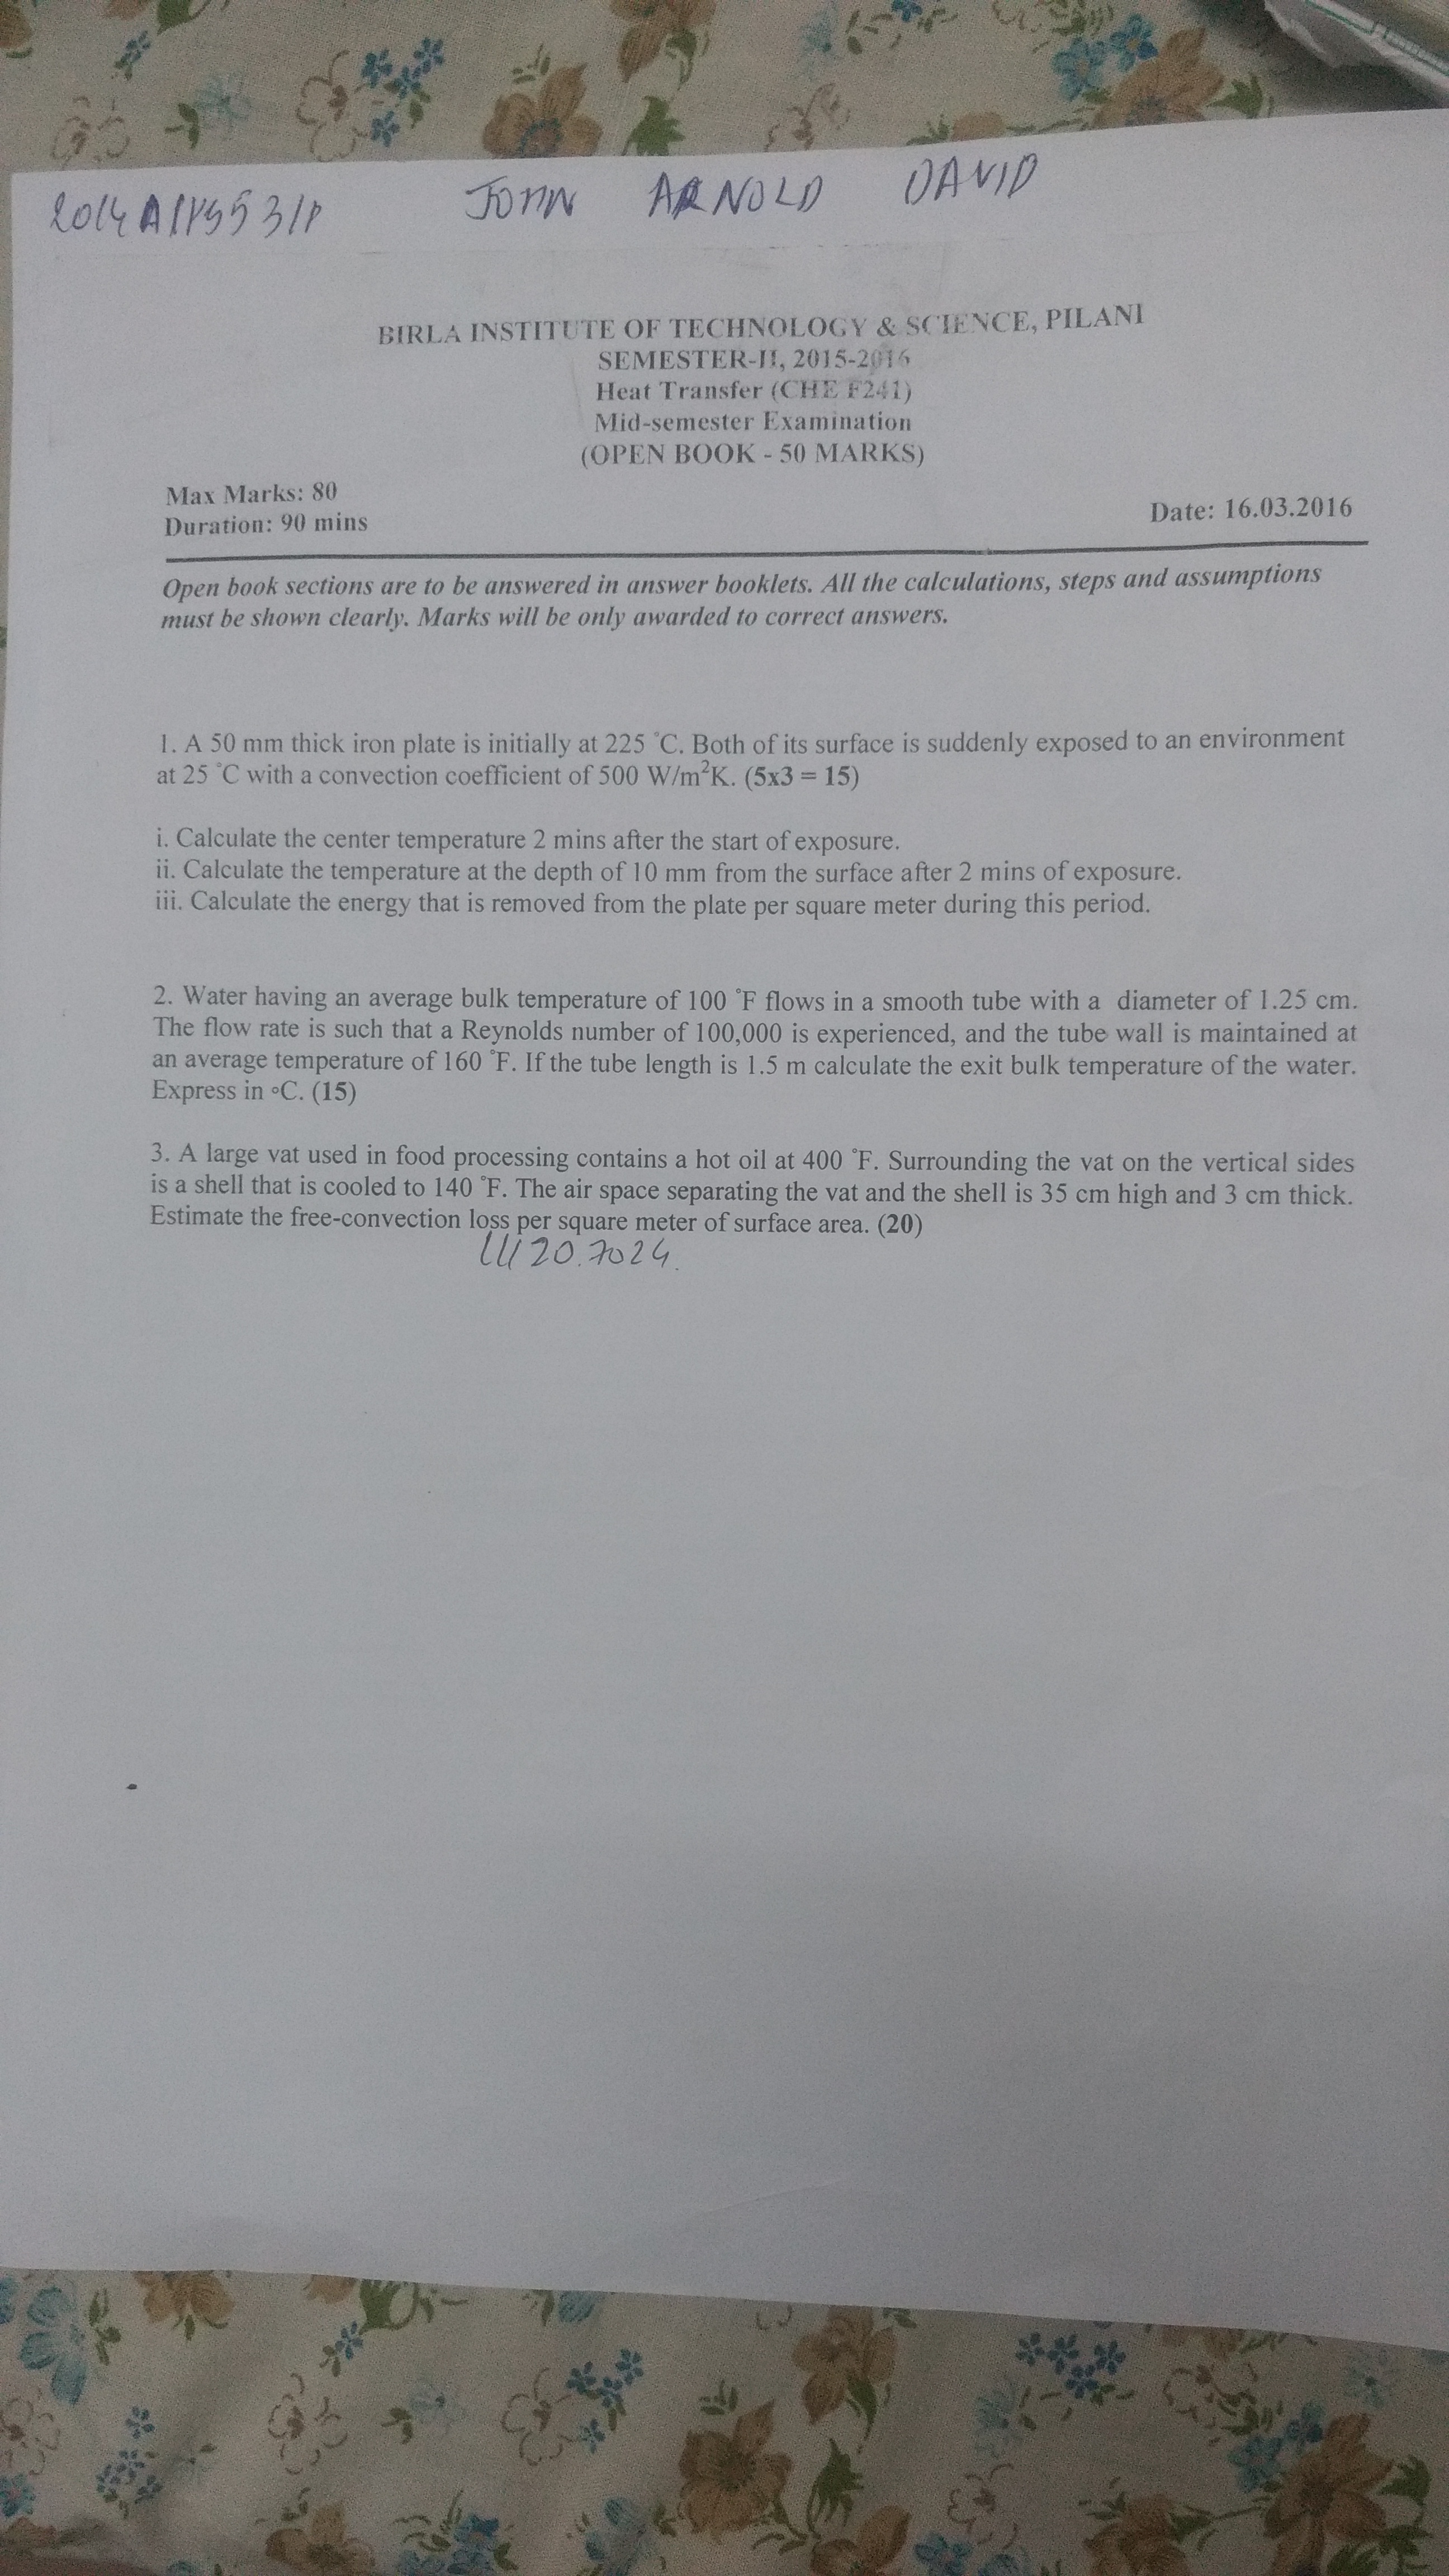 JOHN ARNOLD DAVID
BIRLA INSTITUTE OF TECHNOLOGY & SCIENCE, PILANI
SEMESTER-II, 2015-2016
Heat Transfer (CHE F241)
Mid-semester Examination
(OPEN BOOK - 50 MARKS)
Max Marks: 80
Duration: 90 mins
Date: 16.03.2016
Open book sections are to be answered in answer booklets. All the calculations, steps and assumptions
must be shown clearly. Marks will be only awarded to correct answers.
1. A 50 mm thick iron plate is initially at 225 °C. Both of its surface is suddenly exposed to an environment
at 25 °C with a convection coefficient of 500 W/m²K. (5x3 = 15)
i. Calculate the center temperature 2 mins after the start of exposure.
ii. Calculate the temperature at the depth of 10 mm from the surface after 2 mins of exposure.
iii. Calculate the energy that is removed from the plate per square meter during this period.
2. Water having an average bulk temperature of 100 °F flows in a smooth tube with a diameter of 1.25 cm.
The flow rate is such that a Reynolds number of 100,000 is experienced, and the tube wall is maintained at
an average temperature of 160 °F. If the tube length is 1.5 m calculate the exit bulk temperature of the water.
Express in °C. (15)
3. A large vat used in food processing contains a hot oil at 400 °F. Surrounding the vat on the vertical sides
is a shell that is cooled to 140 °F. The air space separating the vat and the shell is 35 cm high and 3 cm thick.
Estimate the free-convection loss per square meter of surface area. (20)